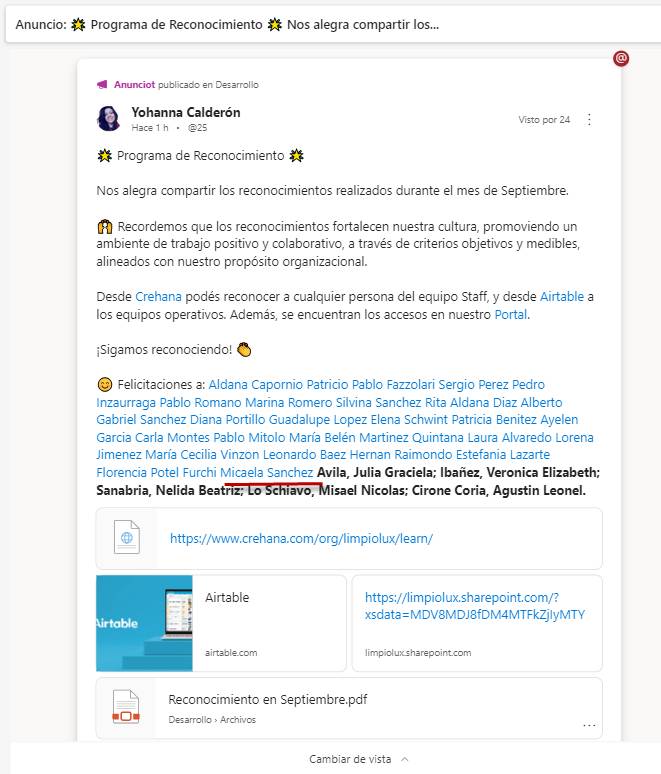 Anuncio: 🌟 Programa de Reconocimiento 🌟 Nos alegra compartir los...
@
Anunciot publicado en Desarrollo
Yohanna Calderón
Hace 1 h • @25
Visto por 24
🌟 Programa de Reconocimiento 🌟
Nos alegra compartir los reconocimientos realizados durante el mes de Septiembre.
🙌 Recordemos que los reconocimientos fortalecen nuestra cultura, promoviendo un
ambiente de trabajo positivo y colaborativo, a través de criterios objetivos y medibles,
alineados con nuestro propósito organizacional.
Desde Crehana podés reconocer a cualquier persona del equipo Staff, y desde Airtable a
los equipos operativos. Además, se encuentran los accesos en nuestro Portal.
¡Sigamos reconociendo! 👏
😊 Felicitaciones a: Aldana Capornio Patricio Pablo Fazzolari Sergio Perez Pedro
Inzaurraga Pablo Romano Marina Romero Silvina Sanchez Rita Aldana Diaz Alberto
Gabriel Sanchez Diana Portillo Guadalupe Lopez Elena Schwint Patricia Benitez Ayelen
Garcia Carla Montes Pablo Mitolo María Belén Martinez Quintana Laura Alvaredo Lorena
Jimenez María Cecilia Vinzon Leonardo Baez Hernan Raimondo Estefania Lazarte
Florencia Potel Furchi Micaela Sanchez Avila, Julia Graciela; Ibañez, Veronica Elizabeth;
Sanabria, Nelida Beatriz; Lo Schiavo, Misael Nicolas; Cirone Coria, Agustin Leonel.
https://www.crehana.com/org/limpiolux/learn/
Airtable
Airtable
airtable.com
https://limpiolux.sharepoint.com/?
xsdata=MDV8MDJ8fDM4MTFkZjIyMTY
limpiolux.sharepoint.com
Reconocimiento en Septiembre.pdf
Desarrollo › Archivos
Cambiar de vista